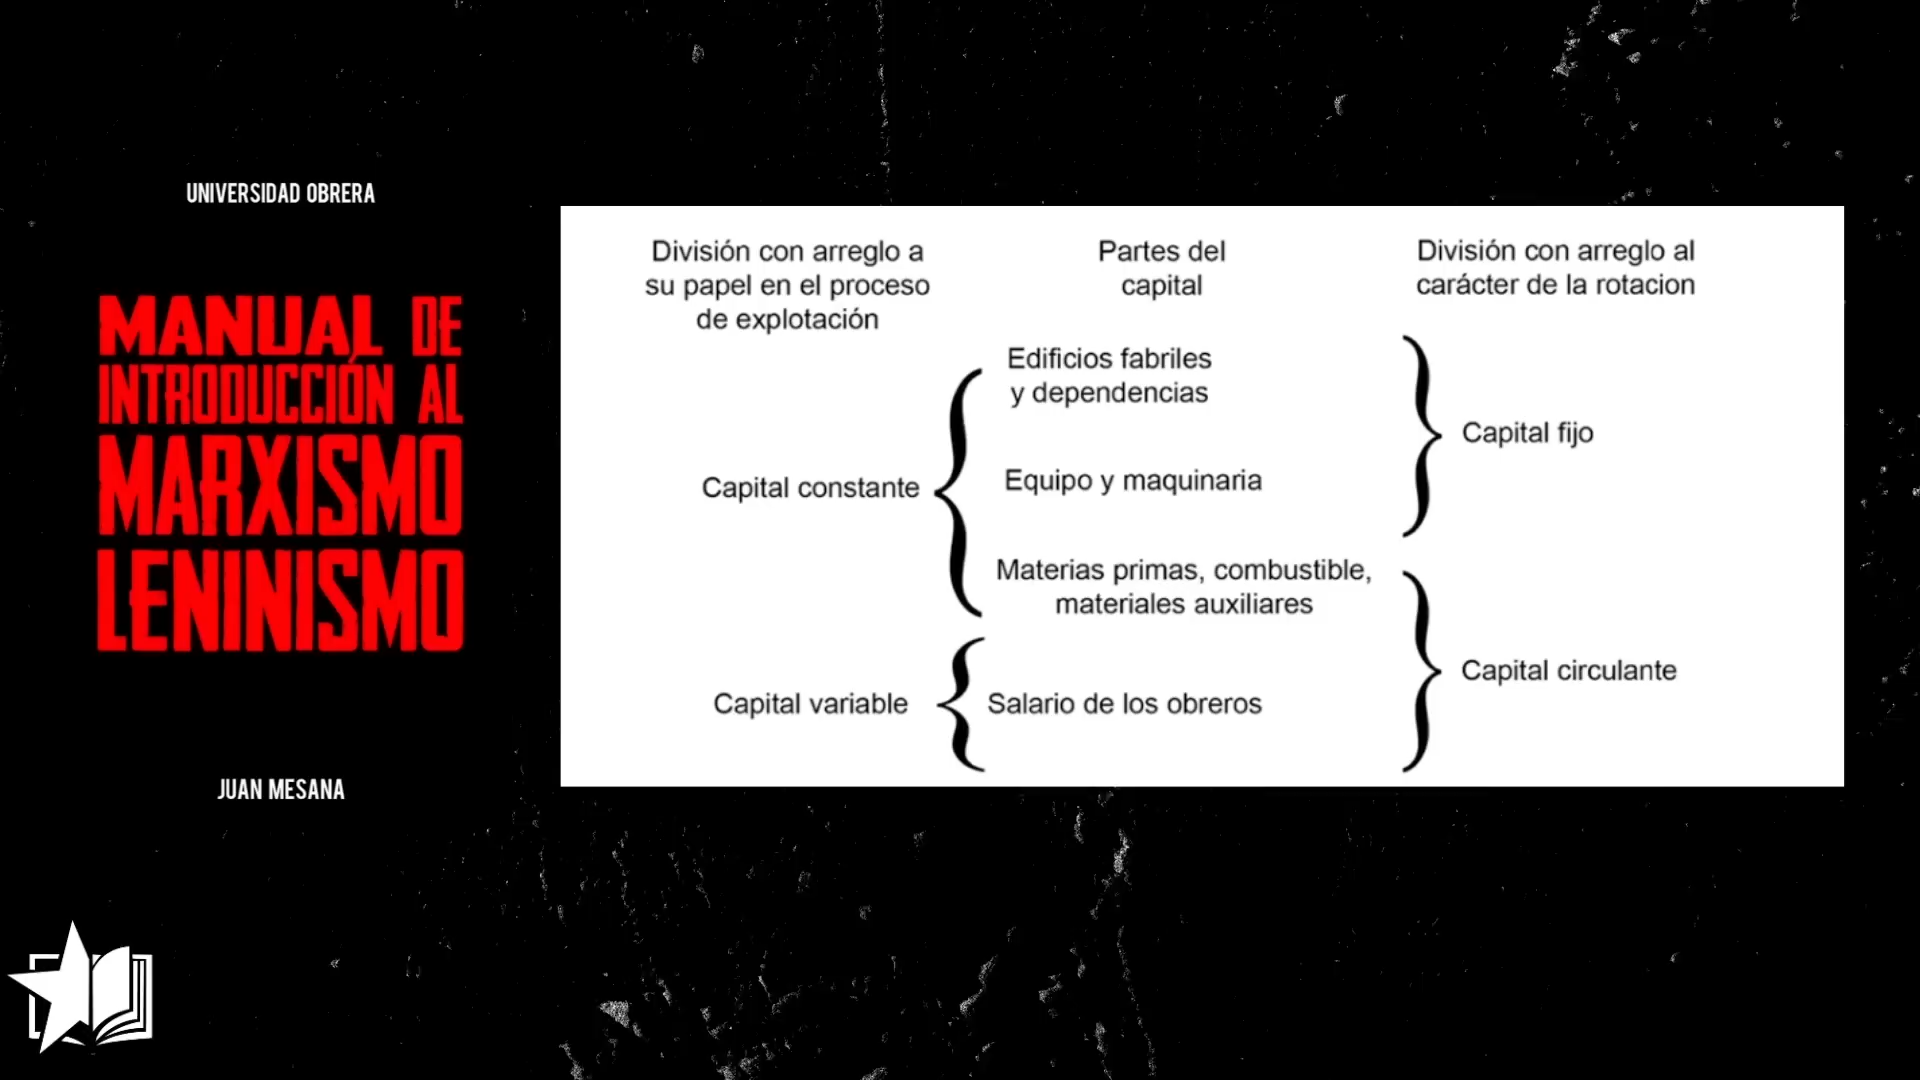 UNIVERSIDAD OBRERA
MANUAL DE
INTRODUCCIÓN AL
MARXISMO
LENINISMO
JUAN MESANA
División con arreglo a
su papel en el proceso
de explotación
Partes del
capital
División con arreglo al
carácter de la rotacion
Edificios fabriles
y dependencias
Capital fijo
Capital constante
Equipo y maquinaria
Materias primas, combustible,
materiales auxiliares
Capital circulante
Capital variable
Salario de los obreros